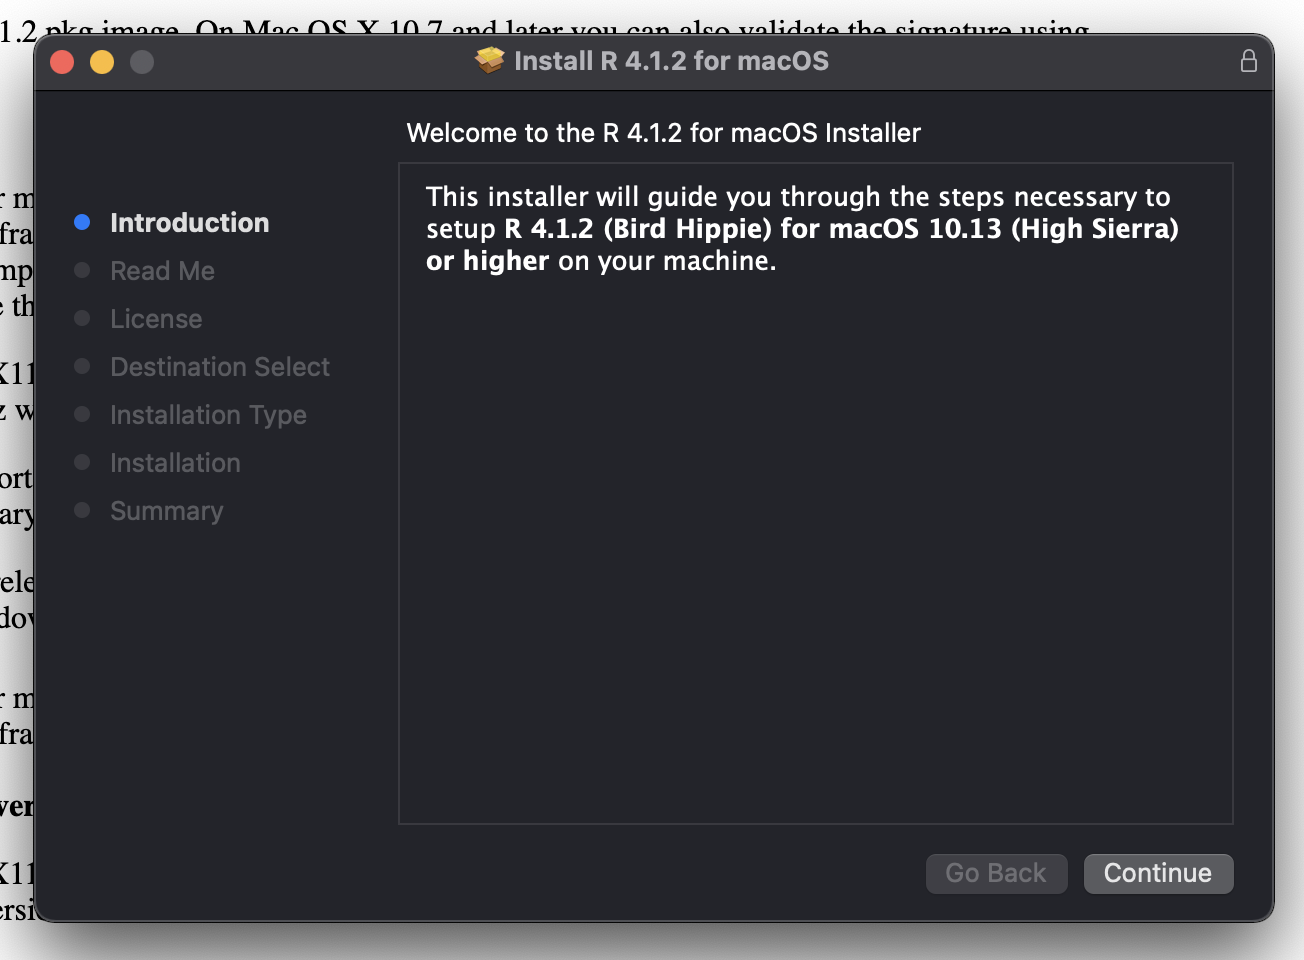 1.2 pkg image. On Mac OS X 10.7 and later you can also validate the signature using
Install R 4.1.2 for macOS
Welcome to the R 4.1.2 for macOS Installer
This installer will guide you through the steps necessary to
setup R 4.1.2 (Bird Hippie) for macOS 10.13 (High Sierra)
or higher on your machine.
Introduction
Read Me
License
Destination Select
Installation Type
Installation
Summary
Go Back
Continue